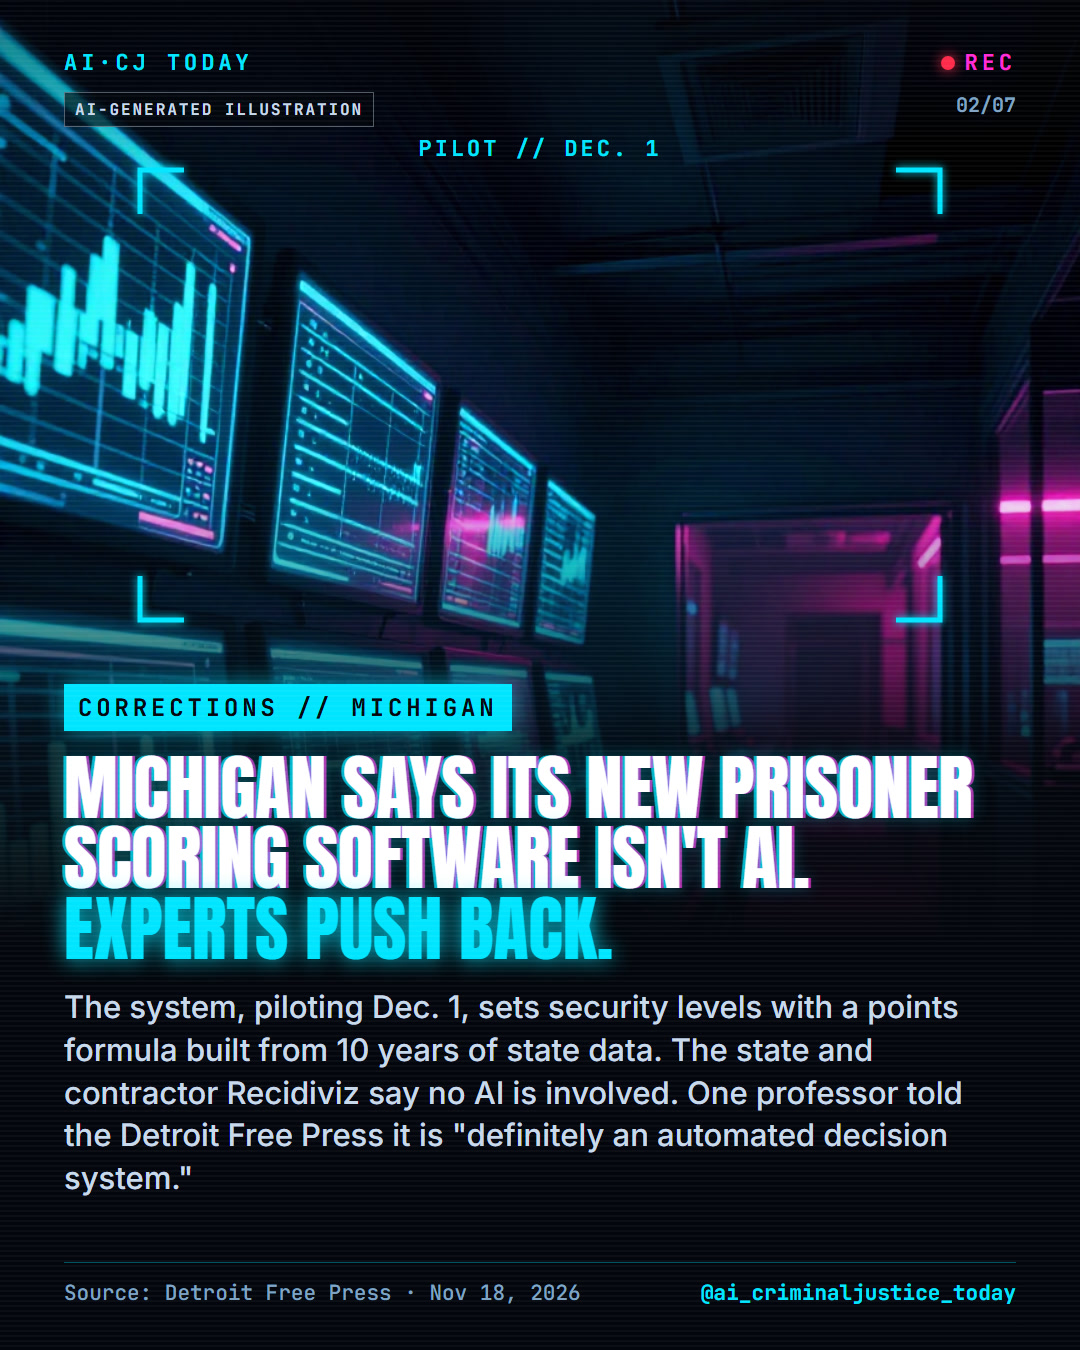 AI·CJ TODAY
REC
AI-GENERATED ILLUSTRATION
02/07
PILOT // DEC. 1
CORRECTIONS // MICHIGAN
MICHIGAN SAYS ITS NEW PRISONER
SCORING SOFTWARE ISN'T AI.
EXPERTS PUSH BACK.
The system, piloting Dec. 1, sets security levels with a points
formula built from 10 years of state data. The state and
contractor Recidiviz say no AI is involved. One professor told
the Detroit Free Press it is "definitely an automated decision
system."
Source: Detroit Free Press · Nov 18, 2026
@ai_criminaljustice_today